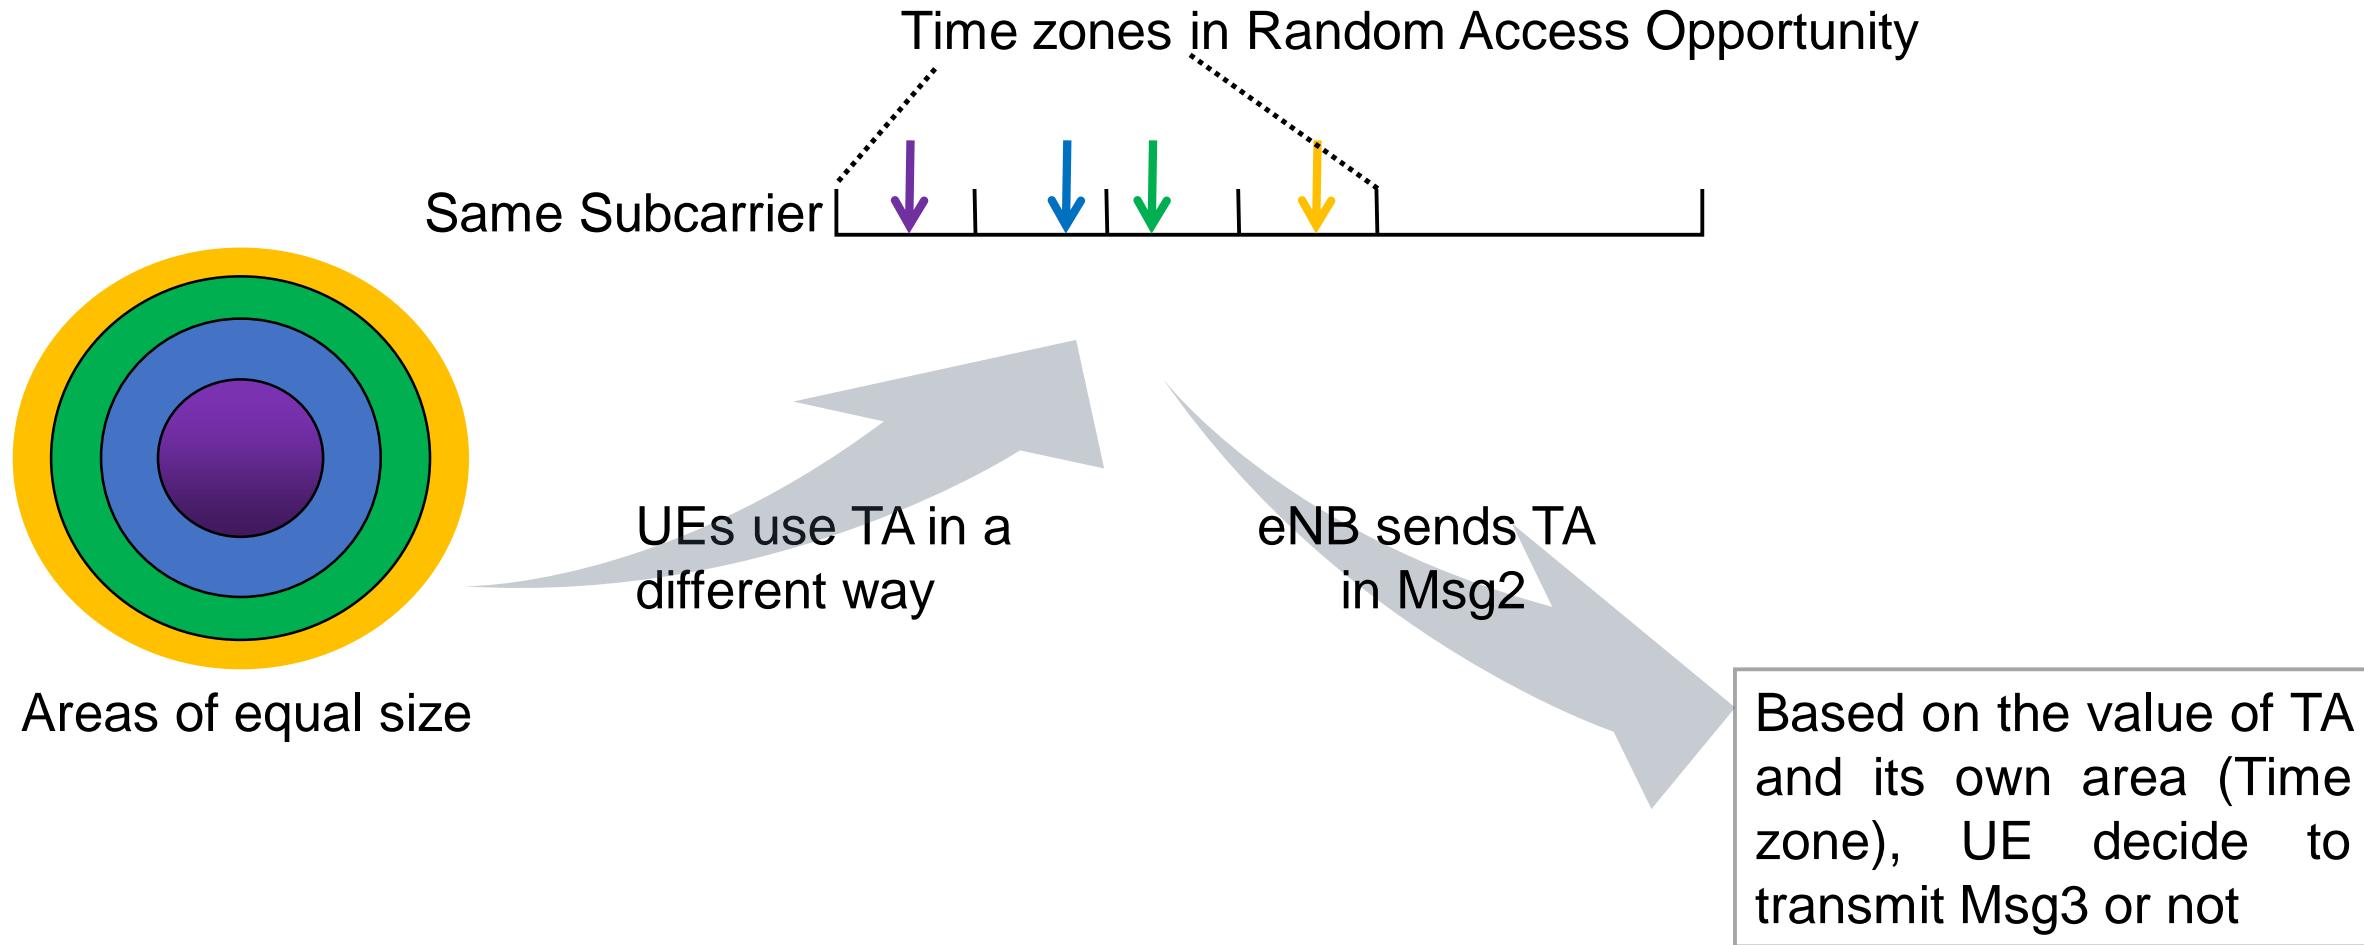 Time zones in Random Access Opportunity
Same Subcarrier
UEs use TA in a
different way
eNB sends TA
in Msg2
Areas of equal size
Based on the value of TA
and its own area (Time
zone), UE decide to
transmit Msg3 or not